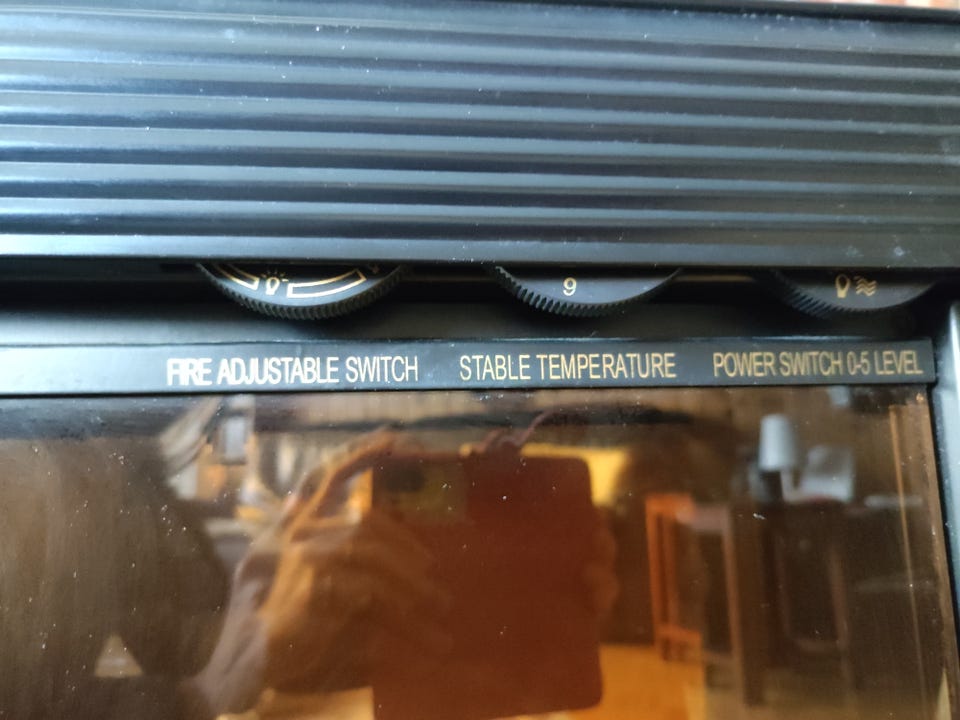 9
FIRE ADJUSTABLE SWITCH STABLE TEMPERATURE POWER SWITCH 0-5 LEVEL